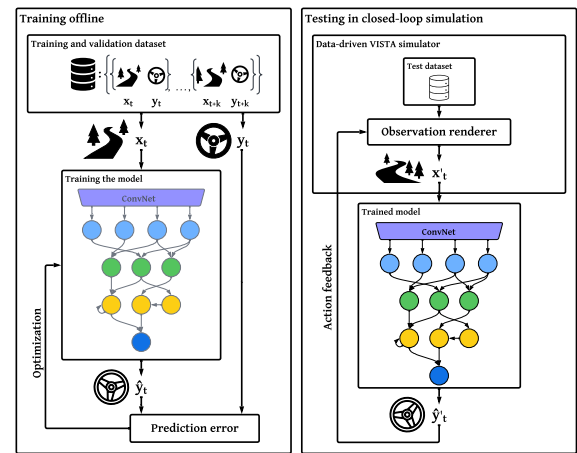 Training offline
Training and validation dataset
: { { x_t y_t } , ..., { x_t+k y_t+k } }
x_t
y_t
Training the model
ConvNet
Optimization
ŷ_t
Prediction error
Testing in closed-loop simulation
Data-driven VISTA simulator
Test dataset
Observation renderer
x'_t
Trained model
ConvNet
Action feedback
ŷ'_t